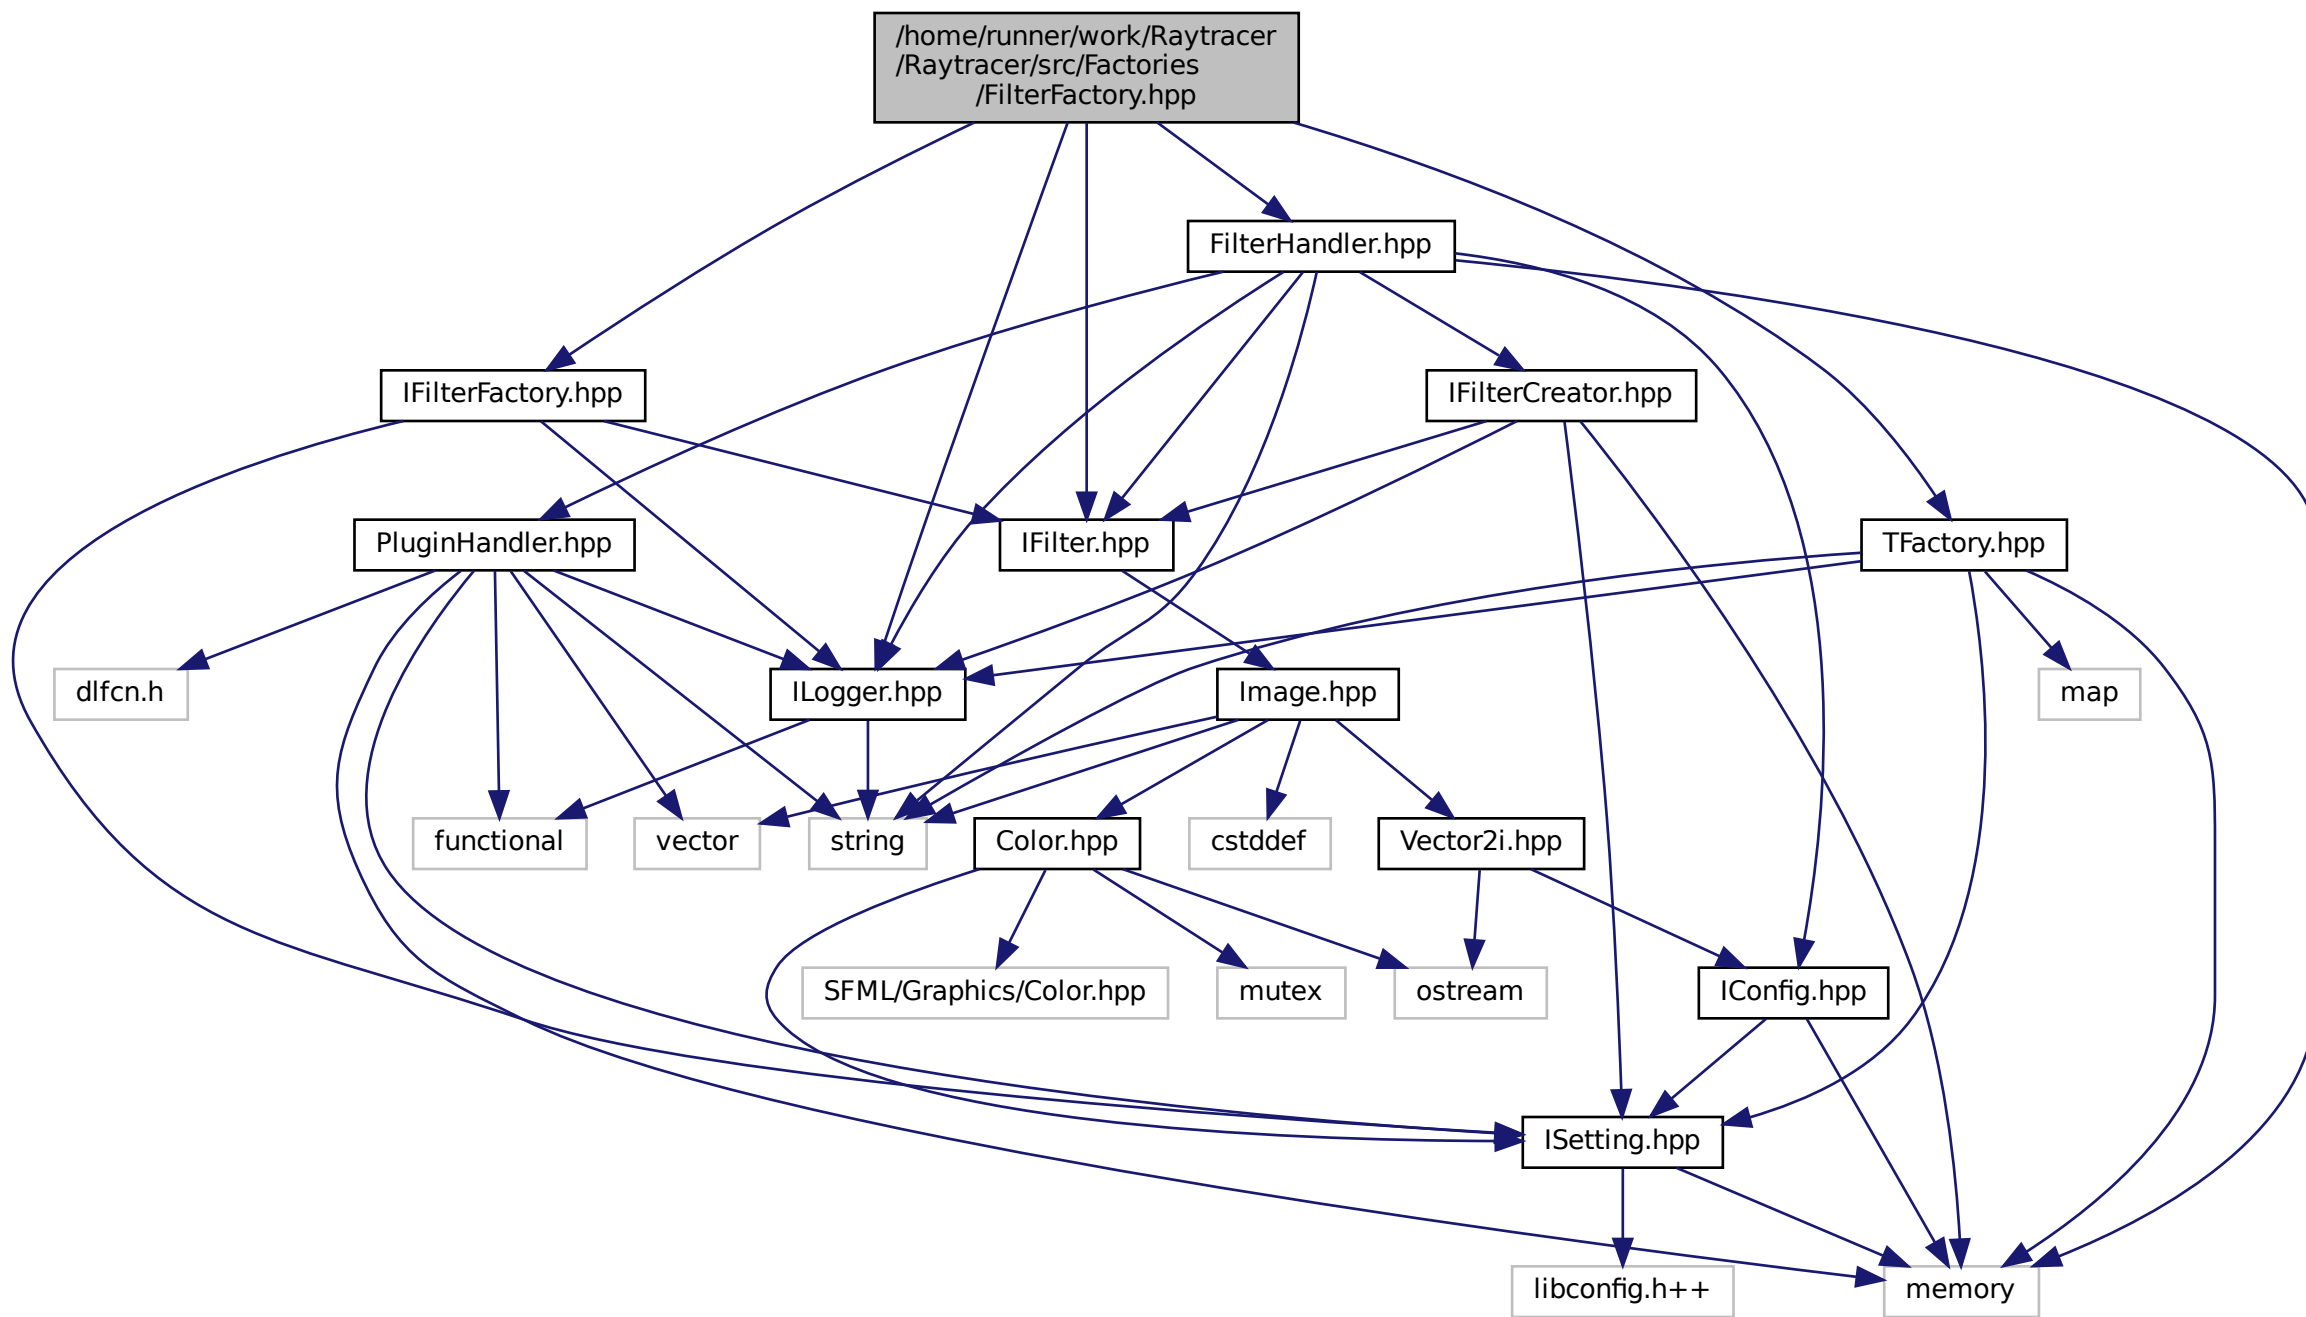 /home/runner/work/Raytracer
/Raytracer/src/Factories
/FilterFactory.hpp
FilterHandler.hpp
IFilterFactory.hpp
IFilterCreator.hpp
PluginHandler.hpp
IFilter.hpp
TFactory.hpp
dlfcn.h
ILogger.hpp
Image.hpp
map
functional
vector
string
Color.hpp
cstddef
Vector2i.hpp
SFML/Graphics/Color.hpp
mutex
ostream
IConfig.hpp
ISetting.hpp
libconfig.h++
memory